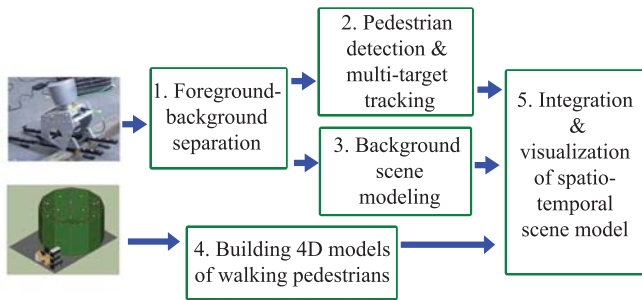 1. Foreground-
background
separation
2. Pedestrian
detection &
multi-target
tracking
3. Background
scene
modeling
4. Building 4D models
of walking pedestrians
5. Integration
&
visualization
of spatio-
temporal
scene model